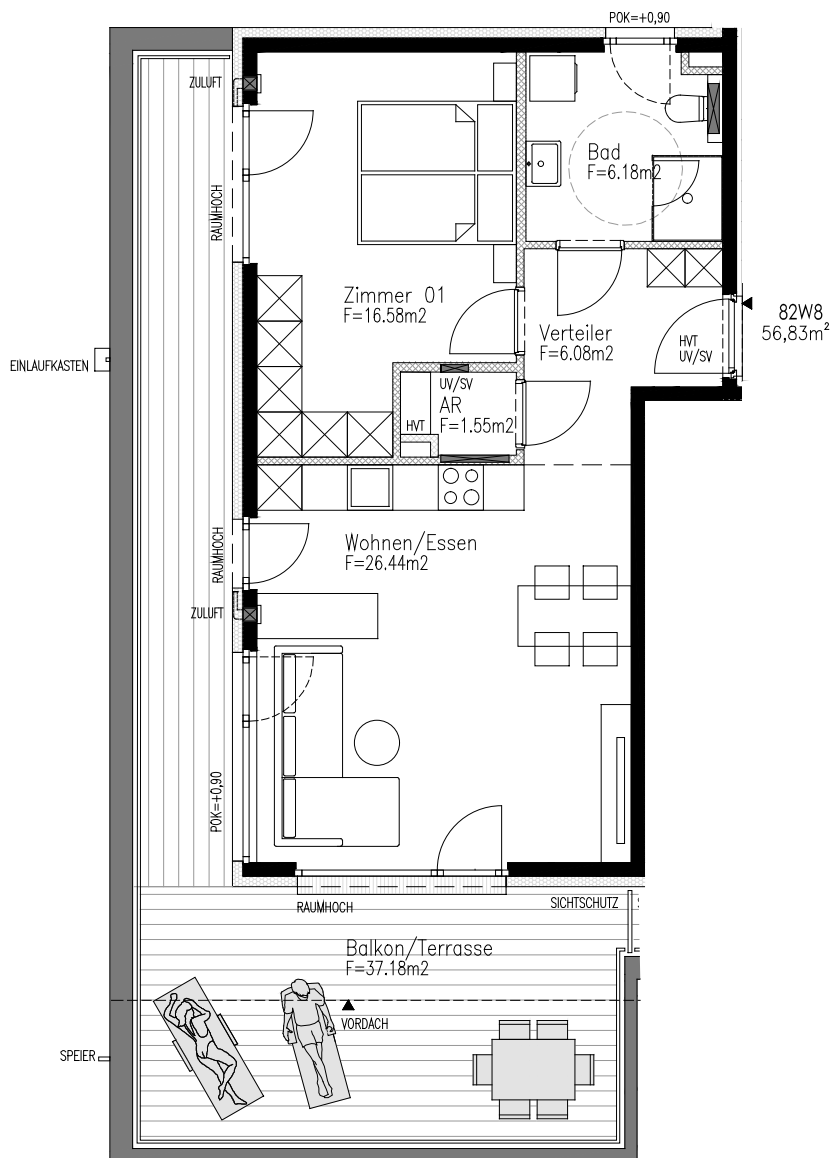 POK=+0,90
ZULUFT
Bad
F=6.18m2
RAUMHOCH
Zimmer 01
F=16.58m2
Verteiler
F=6.08m2
HVT
UV/SV
82W8
56,83m²
EINLAUFKASTEN
UV/SV
AR
HVT
F=1.55m2
Wohnen/Essen
F=26.44m2
RAUMHOCH
ZULUFT
POK=+0,90
RAUMHOCH
SICHTSCHUTZ
Balkon/Terrasse
F=37.18m2
VORDACH
SPEIER